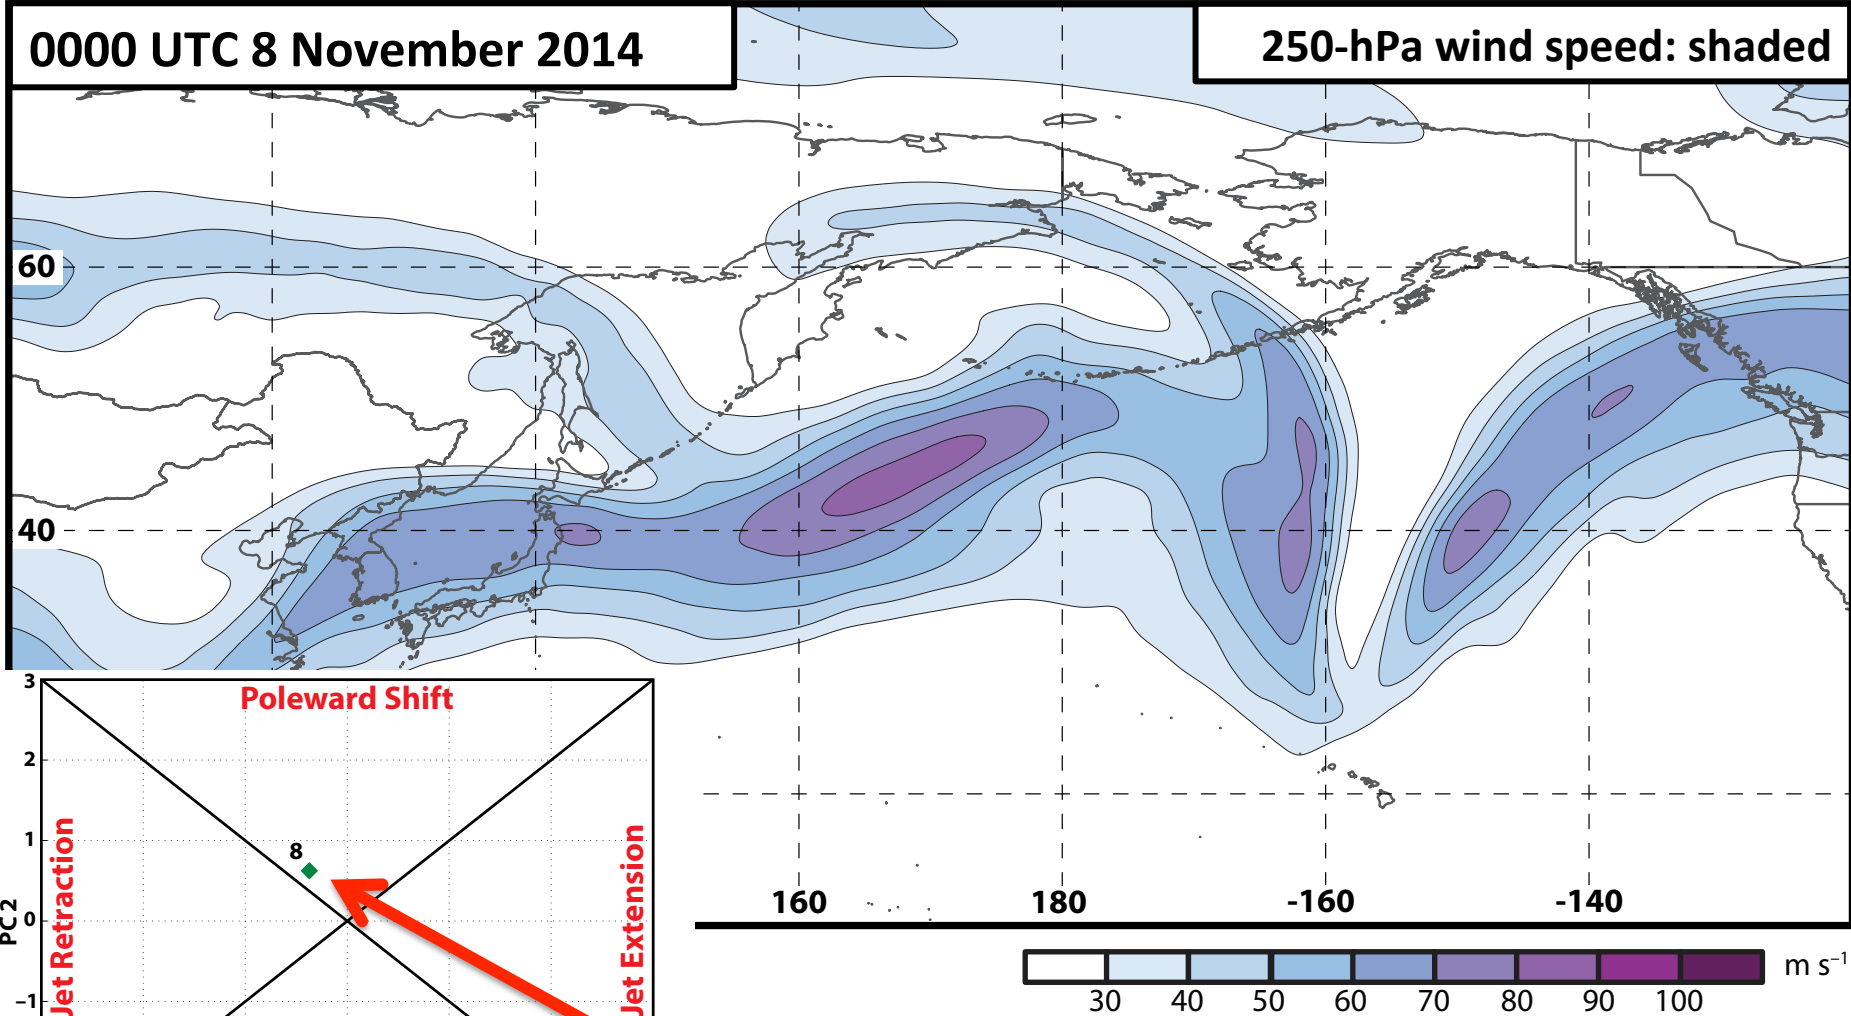 0000 UTC 8 November 2014
250-hPa wind speed: shaded
60
40
160
180
-160
-140
m s⁻¹
30
40
50
60
70
80
90
100
Poleward Shift
3
2
1
0
−1
PC 2
Jet Retraction
Jet Extension
8